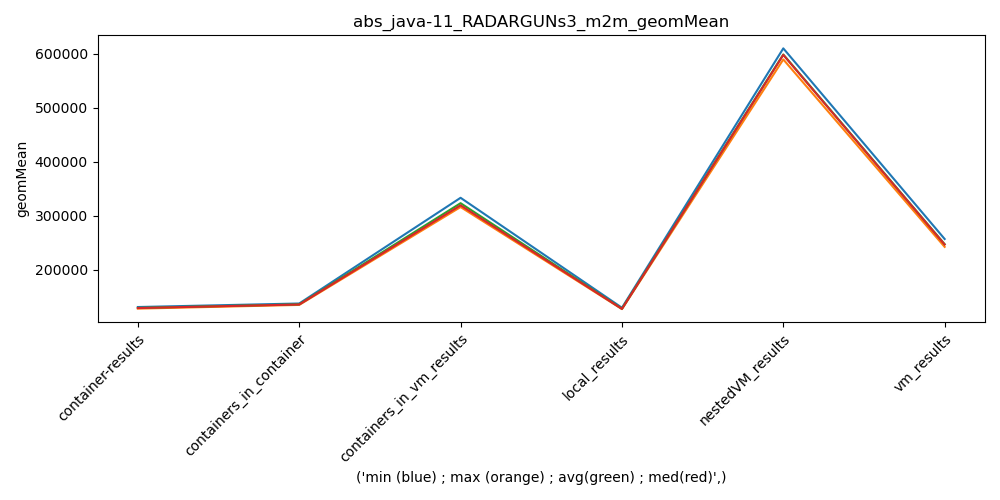 abs_java-11_RADARGUNs3_m2m_geomMean
600000
500000
400000
300000
200000
geomMean
container-results
containers_in_container
containers_in_vm_results
local_results
nestedVM_results
vm_results
('min (blue) ; max (orange) ; avg(green) ; med(red)',)